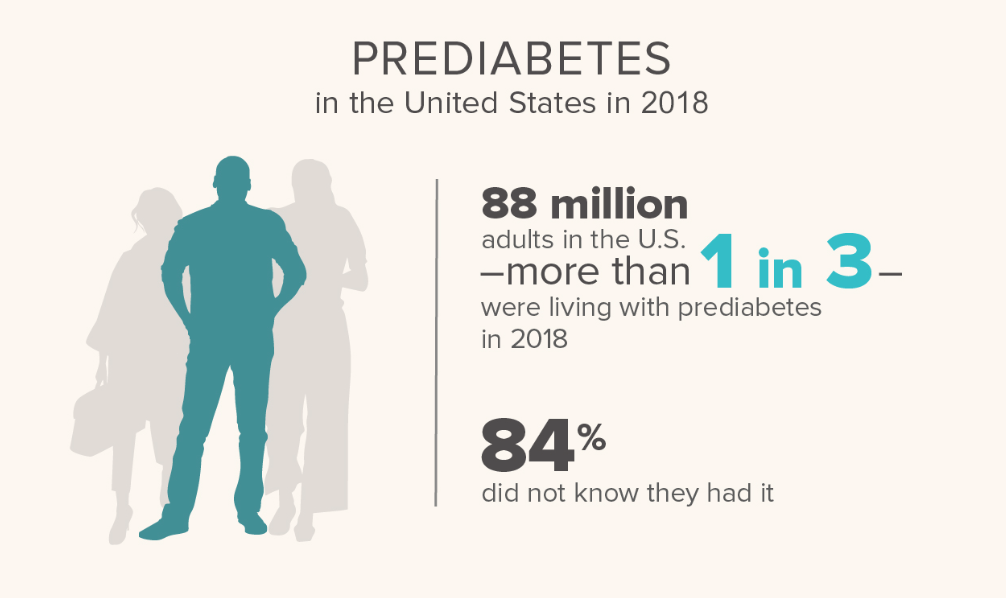 PREDIABETES
in the United States in 2018
88 million
adults in the U.S.
–more than 1 in 3–
were living with prediabetes
in 2018
84%
did not know they had it